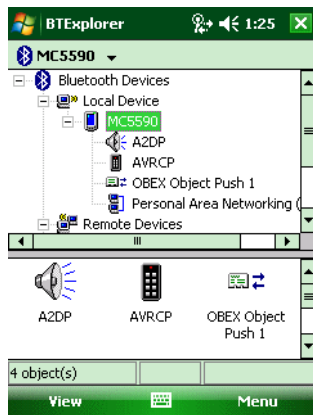 BTExplorer 1:25
MC5590
Bluetooth Devices
Local Device
MC5590
A2DP
AVRCP
OBEX Object Push 1
Personal Area Networking (
Remote Devices
A2DP AVRCP OBEX Object
Push 1
4 object(s)
View Menu